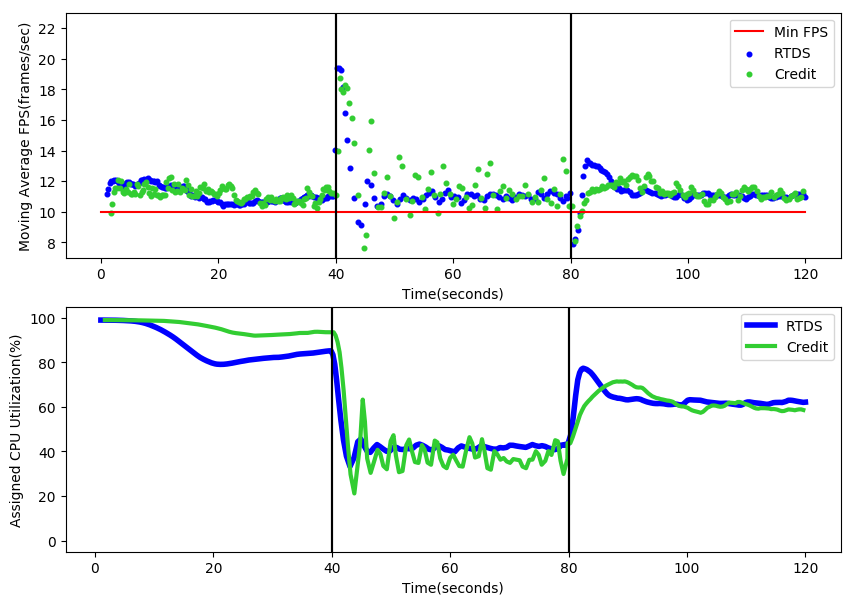 22
20
18
16
14
12
10
8
Moving Average FPS(frames/sec)
Min FPS
RTDS
Credit
0 20 40 60 80 100 120
Time(seconds)
100
80
60
40
20
0
Assigned CPU Utilization(%)
RTDS
Credit
0 20 40 60 80 100 120
Time(seconds)